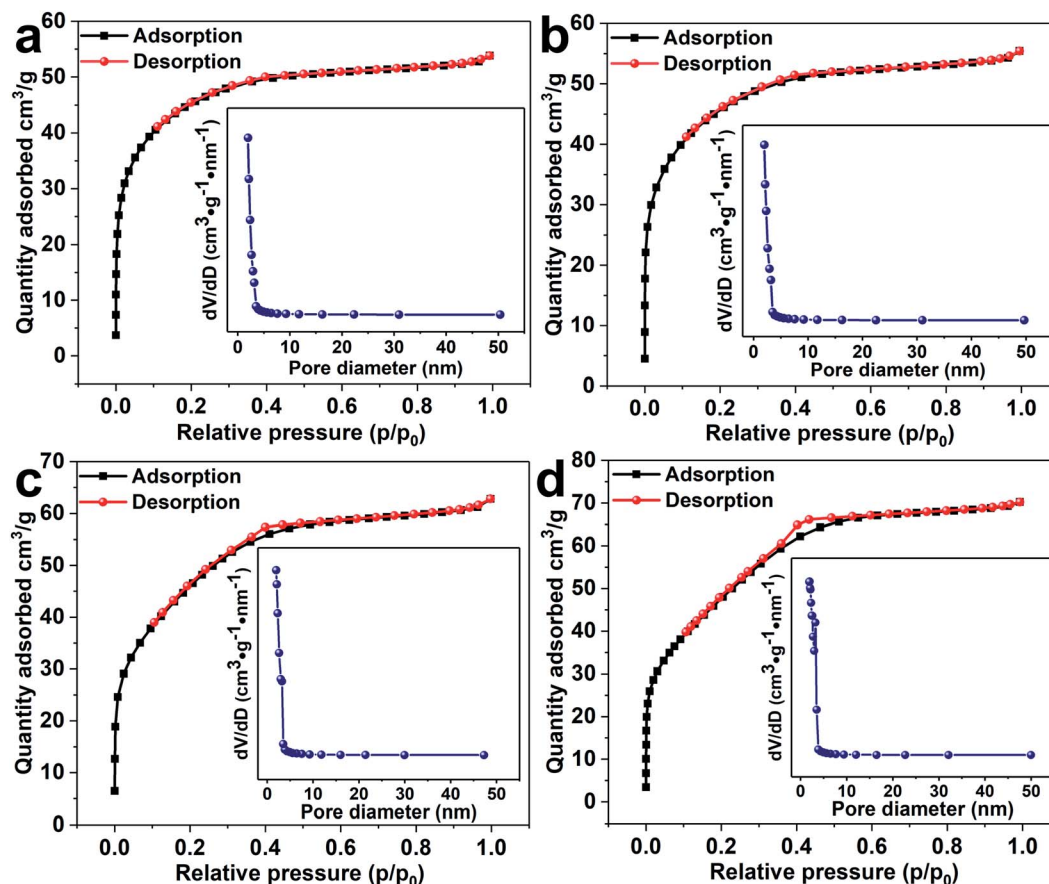 a
Adsorption
Desorption
Quantity adsorbed cm³/g
60
50
40
30
20
10
0
0.0 0.2 0.4 0.6 0.8 1.0
Relative pressure (p/p₀)
dV/dD (cm³•g⁻¹•nm⁻¹)
0 10 20 30 40 50
Pore diameter (nm)
b
Adsorption
Desorption
Quantity adsorbed cm³/g
60
50
40
30
20
10
0
0.0 0.2 0.4 0.6 0.8 1.0
Relative pressure (p/p₀)
dV/dD (cm³•g⁻¹•nm⁻¹)
0 10 20 30 40 50
Pore diameter (nm)
c
Adsorption
Desorption
Quantity adsorbed cm³/g
70
60
50
40
30
20
10
0
0.0 0.2 0.4 0.6 0.8 1.0
Relative pressure (p/p₀)
dV/dD (cm³•g⁻¹•nm⁻¹)
0 10 20 30 40 50
Pore diameter (nm)
d
Adsorption
Desorption
Quantity adsorbed cm³/g
80
70
60
50
40
30
20
10
0
0.0 0.2 0.4 0.6 0.8 1.0
Relative pressure (p/p₀)
dV/dD (cm³•g⁻¹•nm⁻¹)
0 10 20 30 40 50
Pore diameter (nm)